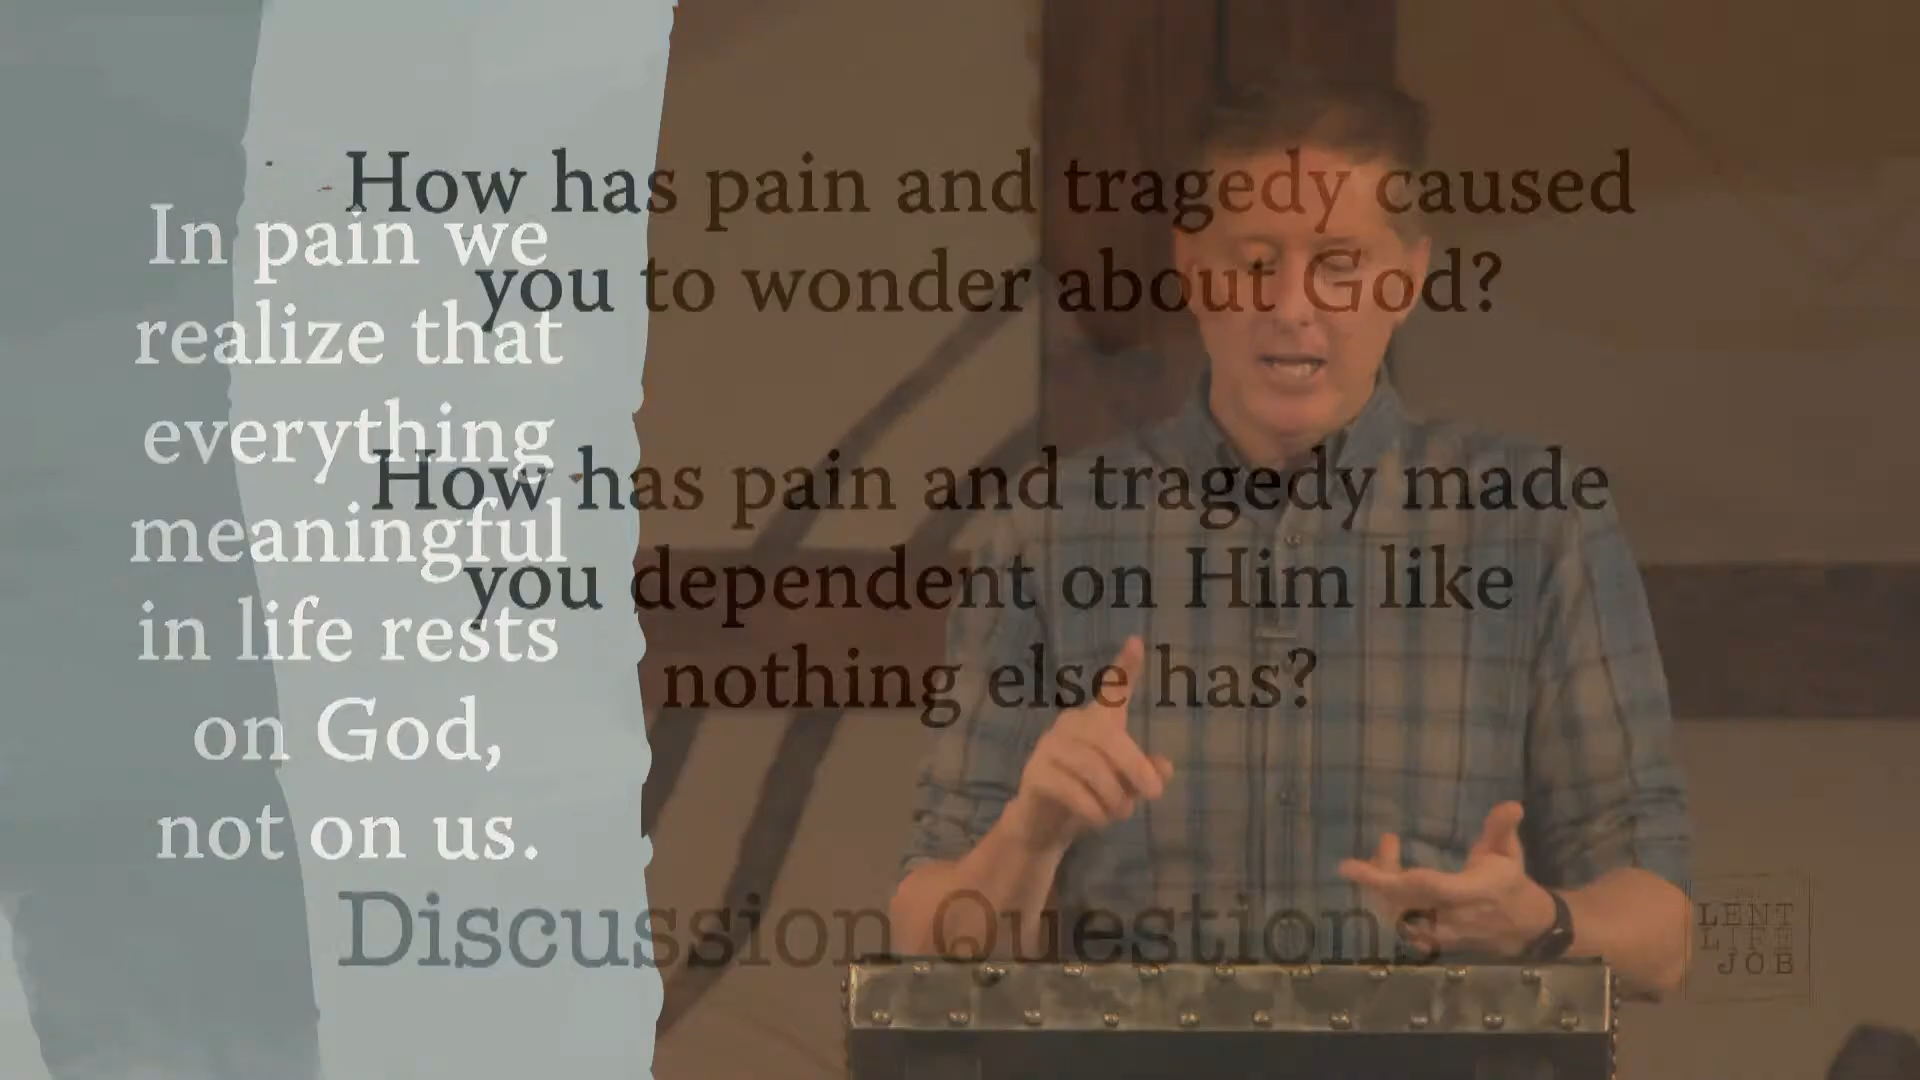 In pain we
realize that
everything
meaningful
in life rests
on God,
not on us.
How has pain and tragedy caused
you to wonder about God?
How has pain and tragedy made
you dependent on Him like
nothing else has?
Discussion Questions
LENT
LIFE
JOB